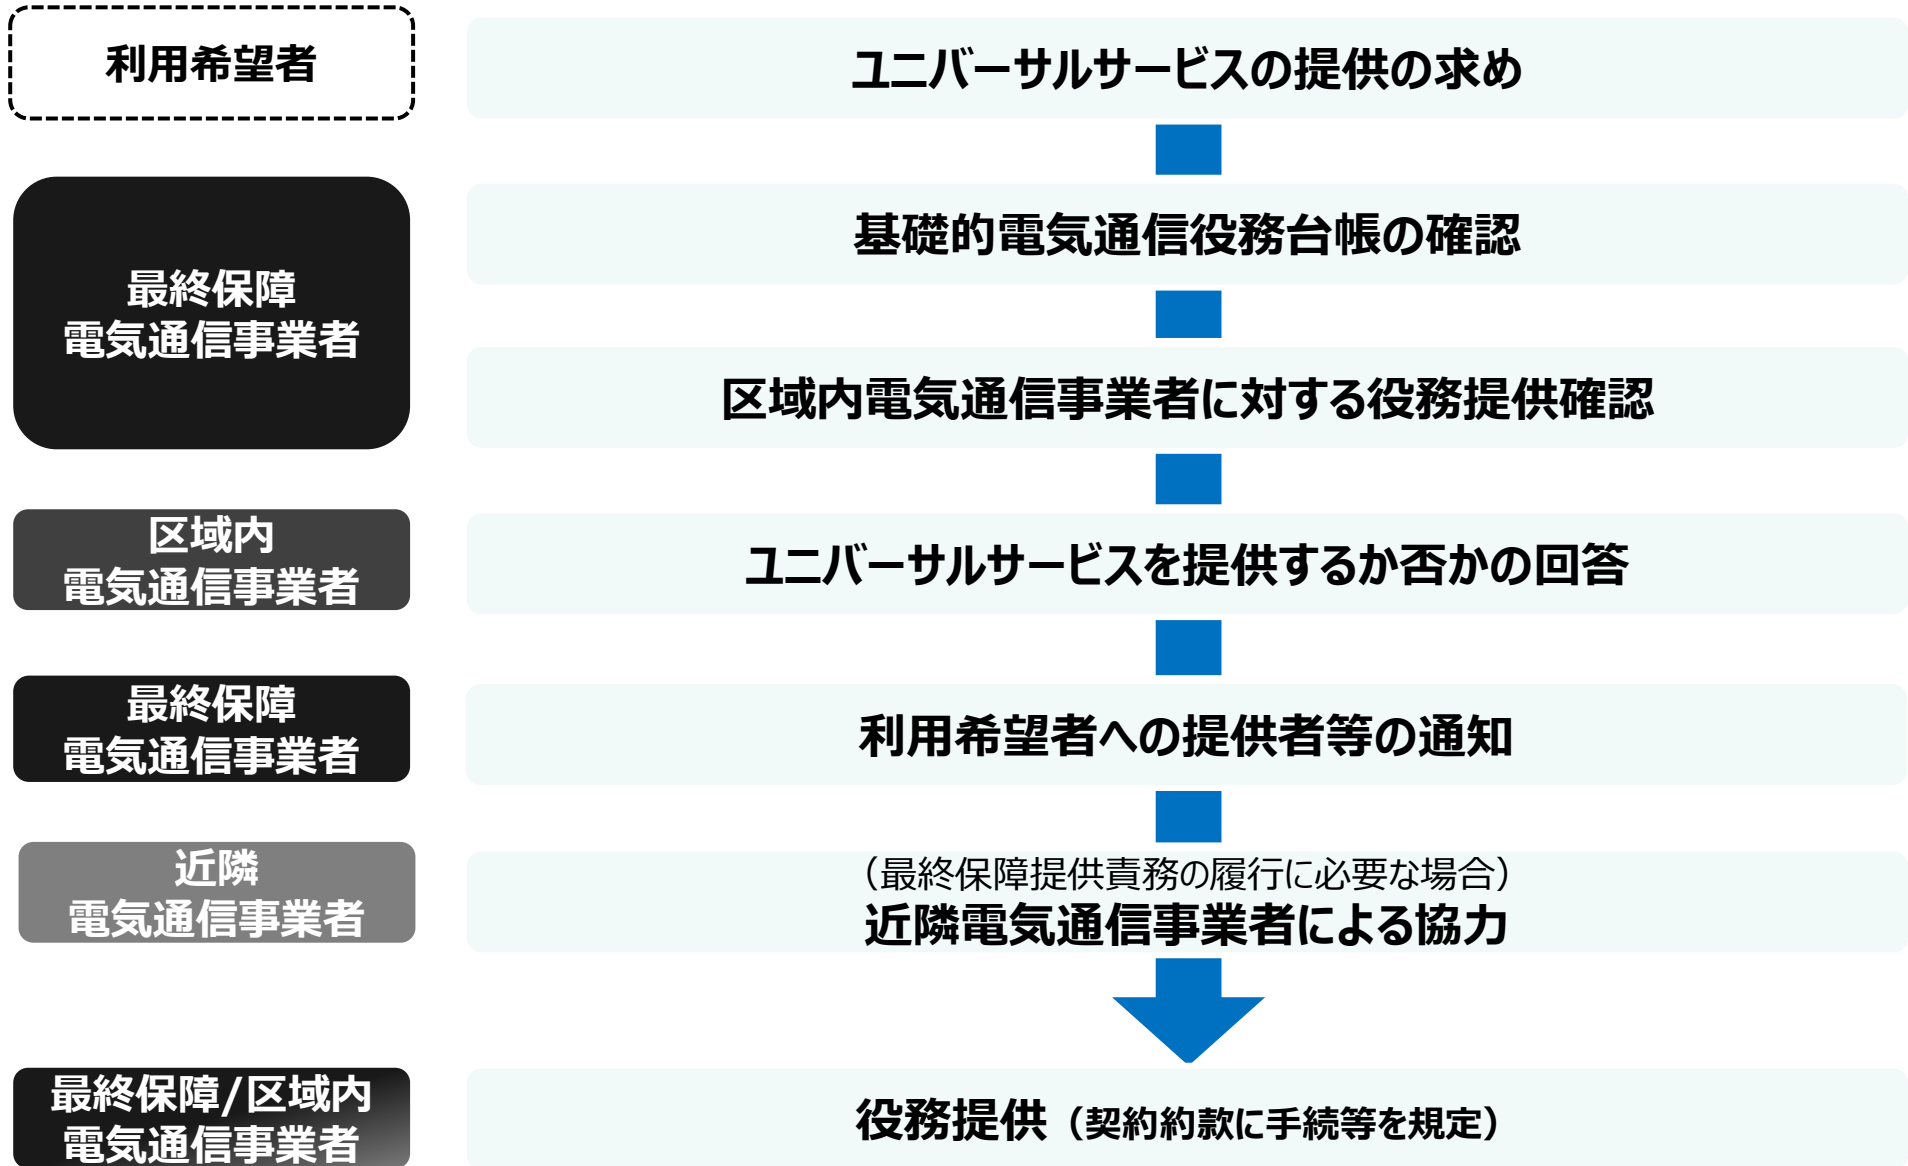 利用希望者
ユニバーサルサービスの提供の求め
最終保障
電気通信事業者
基礎的電気通信役務台帳の確認
区域内電気通信事業者に対する役務提供確認
区域内
電気通信事業者
ユニバーサルサービスを提供するか否かの回答
最終保障
電気通信事業者
利用希望者への提供者等の通知
近隣
電気通信事業者
（最終保障提供責務の履行に必要な場合）
近隣電気通信事業者による協力
最終保障/区域内
電気通信事業者
役務提供（契約約款に手続等を規定）